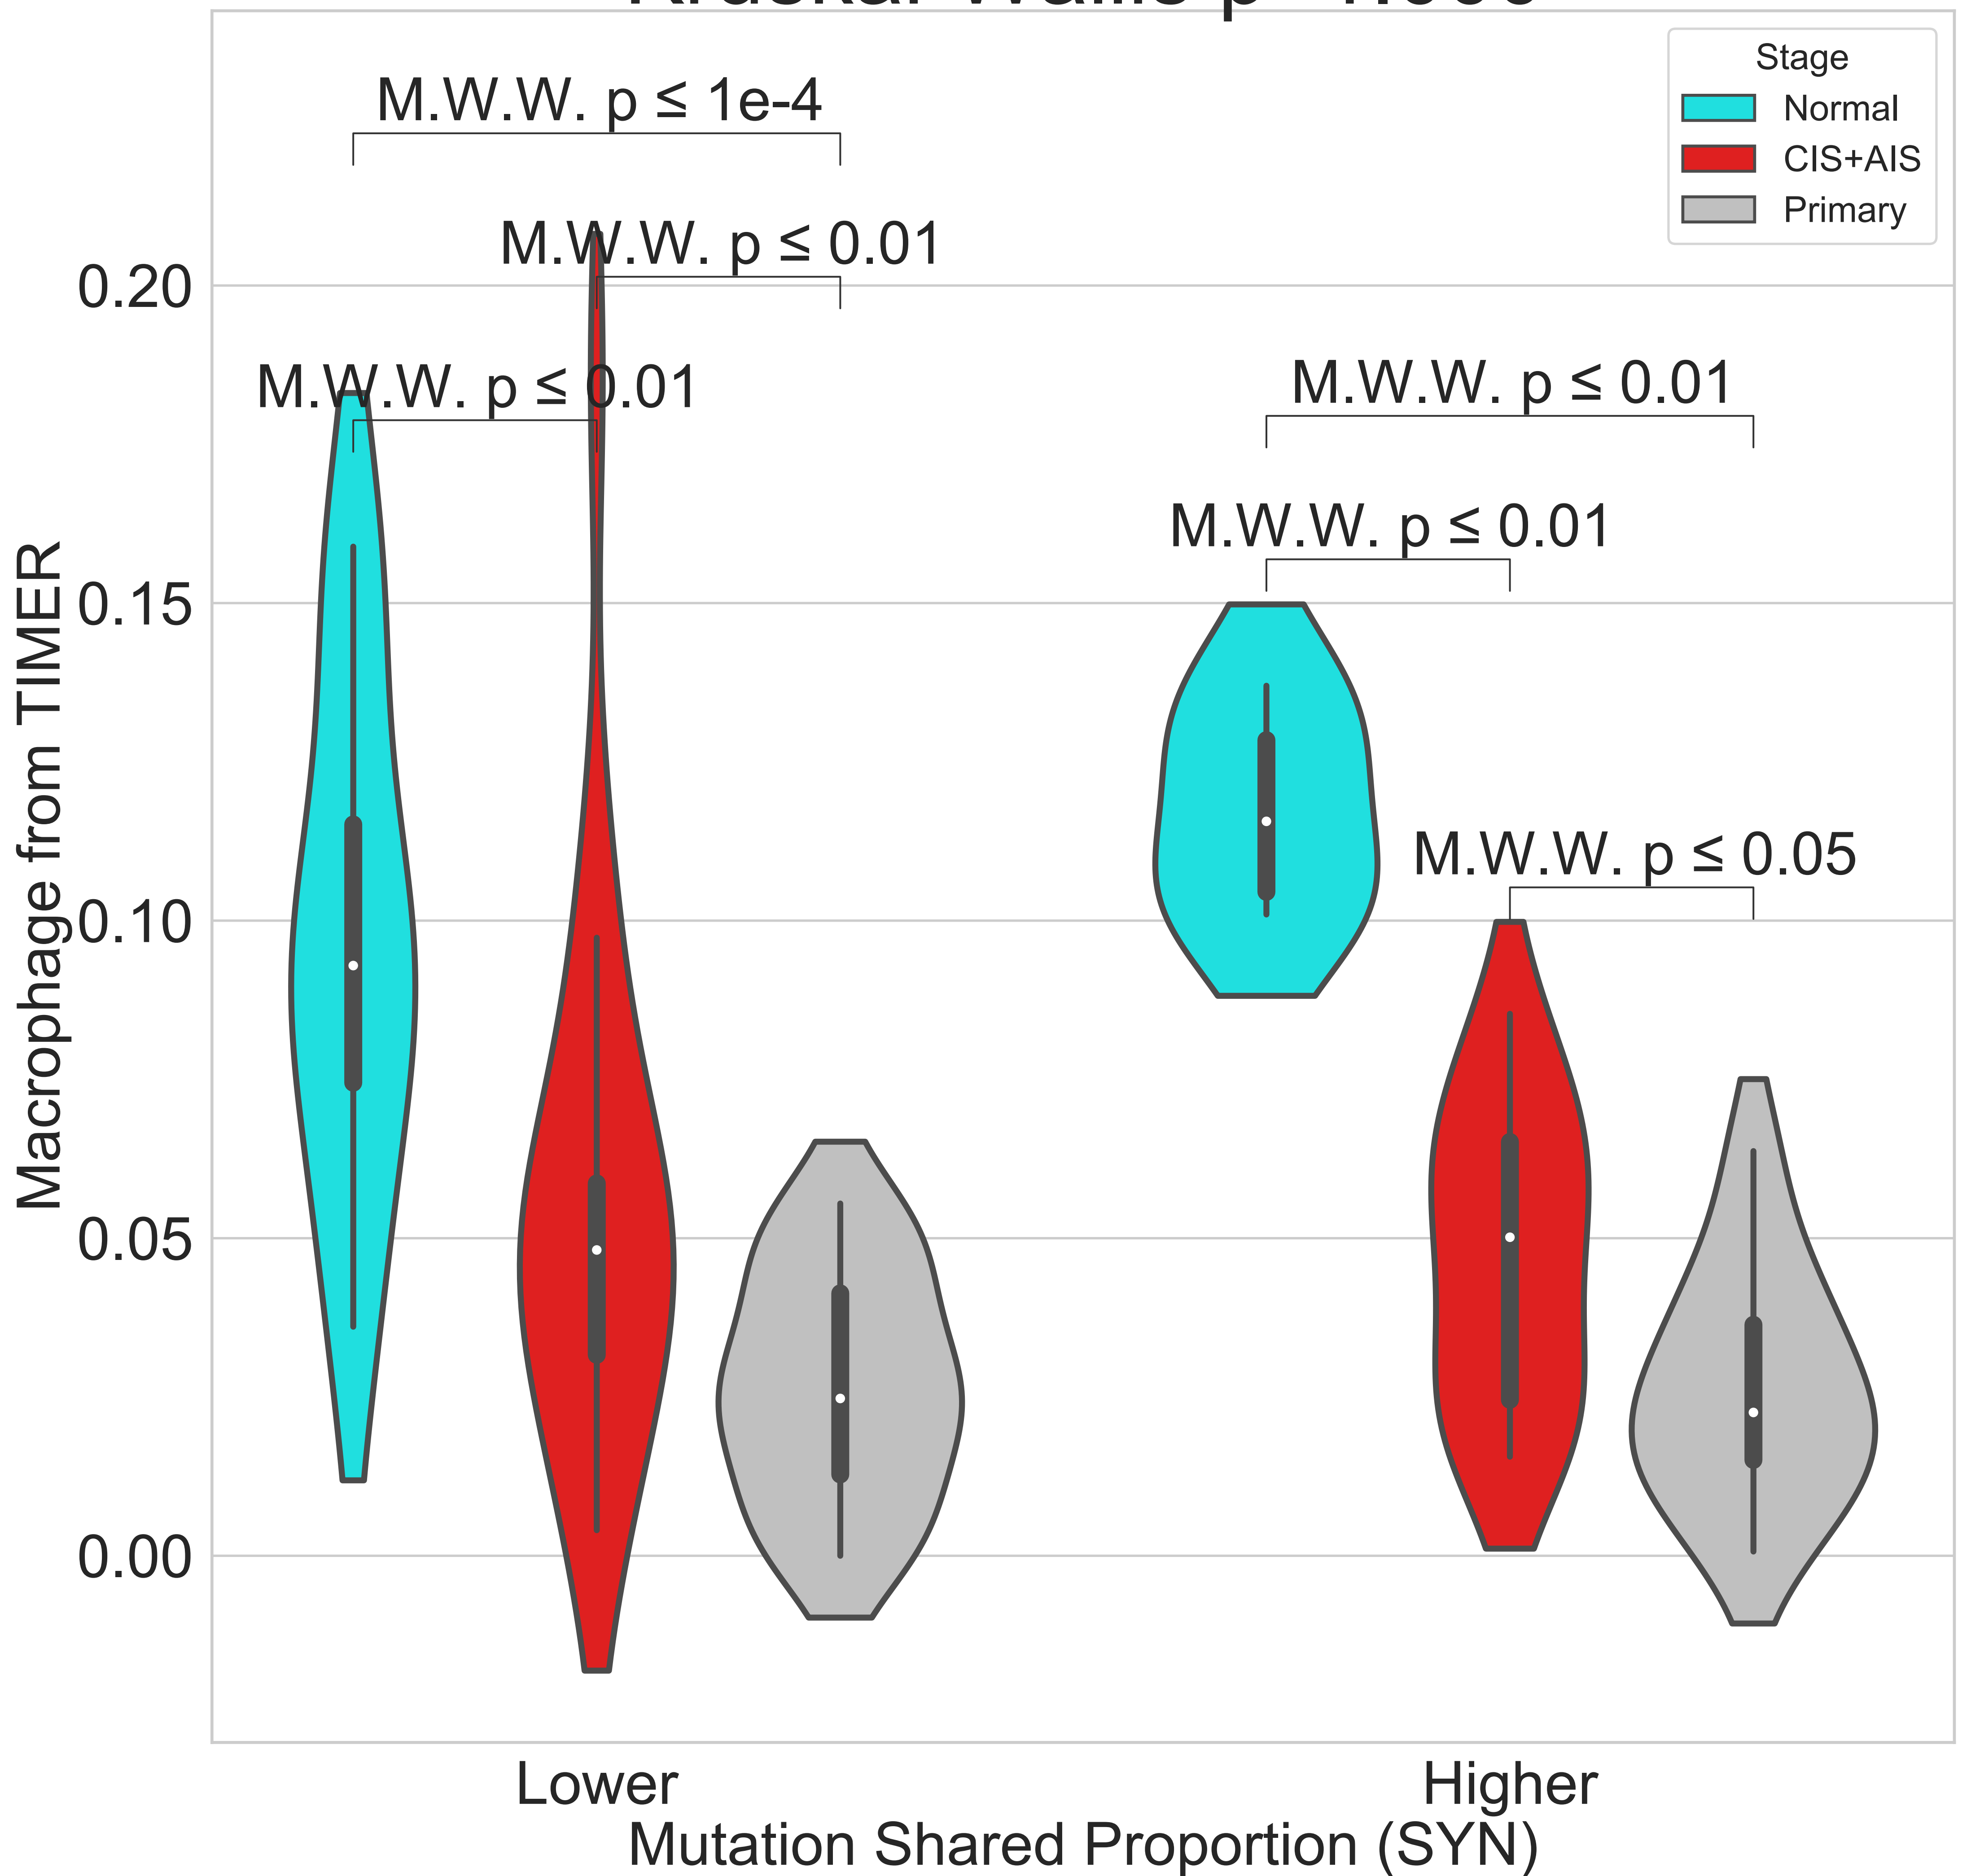 Stage
Normal
CIS+AIS
Primary
M.W.W. p ≤ 1e-4
M.W.W. p ≤ 0.01
M.W.W. p ≤ 0.01
M.W.W. p ≤ 0.01
M.W.W. p ≤ 0.01
M.W.W. p ≤ 0.05
Macrophage from TIMER
0.20
0.15
0.10
0.05
0.00
Lower
Higher
Mutation Shared Proportion (SYN)